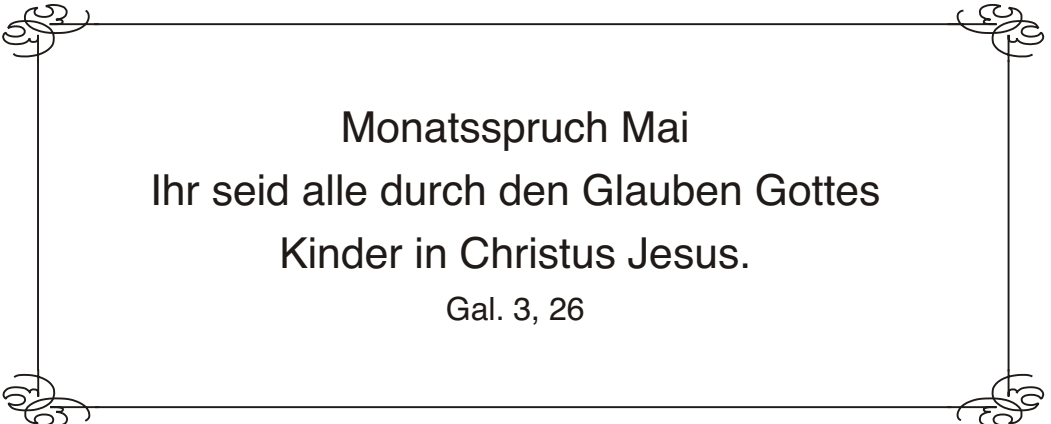 Monatsspruch Mai
Ihr seid alle durch den Glauben Gottes
Kinder in Christus Jesus.
Gal. 3, 26